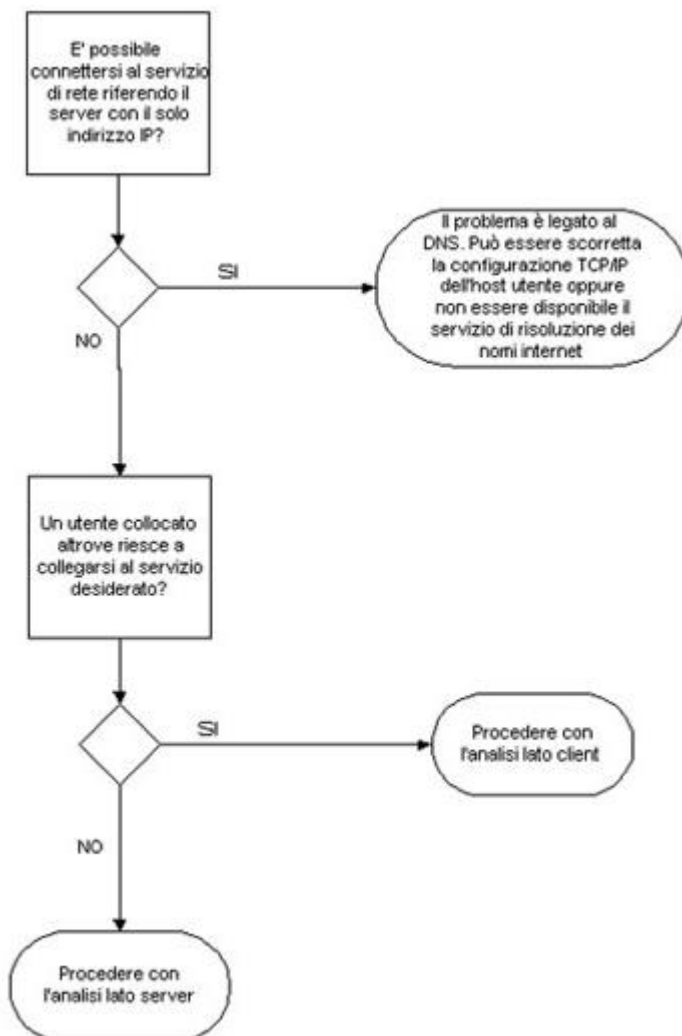 E' possibile
connettersi al servizio
di rete riferendo il
server con il solo
indirizzo IP?
SI
Il problema è legato al
DNS. Può essere scorretta
la configurazione TCP/IP
dell'host utente oppure
non essere disponibile il
servizio di risoluzione dei
nomi internet
NO
Un utente collocato
altrove riesce a
collegarsi al servizio
desiderato?
SI
Procedere con
l'analisi lato client
NO
Procedere con
l'analisi lato server